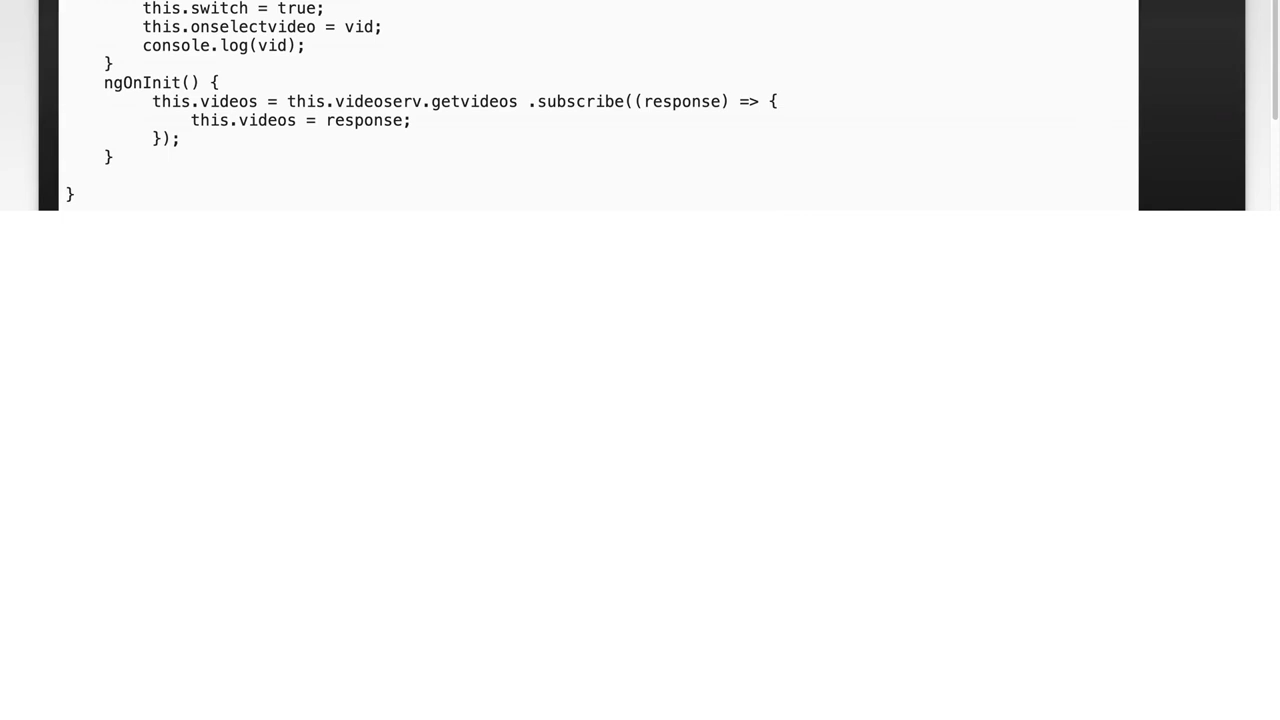 this.switch = true;
this.onselectvideo = vid;
console.log(vid);
}
ngOnInit() {
this.videos = this.videoserv.getvideos .subscribe((response) => {
this.videos = response;
});
}
}